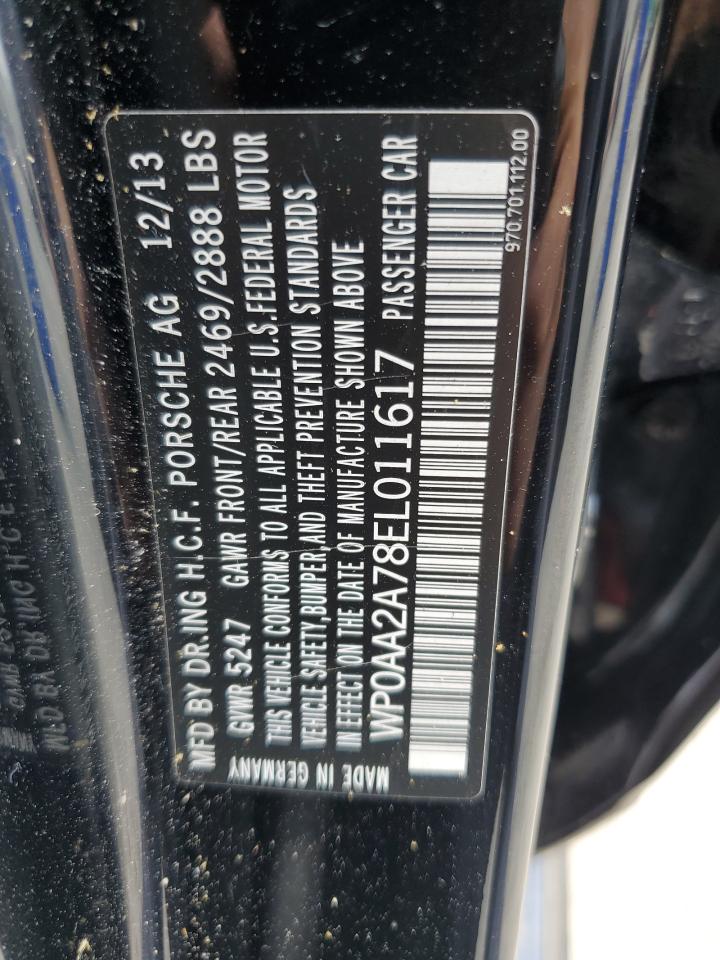 MFD BY DR.ING H.C.F. PORSCHE AG 12/13
GVWR 5247 GAWR FRONT/REAR 2469/2888 LBS
THIS VEHICLE CONFORMS TO ALL APPLICABLE U.S.FEDERAL MOTOR
VEHICLE SAFETY,BUMPER,AND THEFT PREVENTION STANDARDS
IN EFFECT ON THE DATE OF MANUFACTURE SHOWN ABOVE
WP0AA2A78EL011617 PASSENGER CAR
MADE IN GERMANY
970.701.112.00